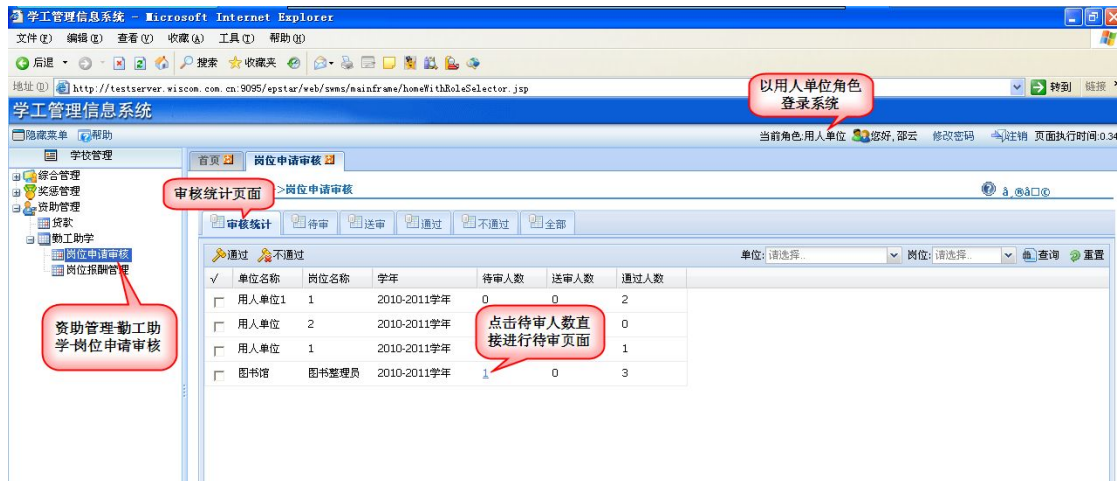 学工管理信息系统 - Microsoft Internet Explorer
文件(F) 编辑(E) 查看(V) 收藏(A) 工具(T) 帮助(H)
后退 搜索 收藏夹
地址(D) http://testserver.wiscom.com.cn:9095/epstar/web/swms/mainframe/homeWithRoleSelector.jsp 转到 链接
以用人单位角色
登录系统
学工管理信息系统
隐藏菜单 帮助 当前角色:用人单位 您好,邵云 修改密码 注销 页面执行时间:0.34
学校管理 首页 岗位申请审核
综合管理
奖惩管理
资助管理
贷款
勤工助学
岗位申请审核
岗位报酬管理
审核统计页面 >岗位申请审核
审核统计 待审 送审 通过 不通过 全部
通过 不通过 单位: 请选择.. 岗位: 请选择.. 查询 重置
√ 单位名称 岗位名称 学年 待审人数 送审人数 通过人数
用人单位1 1 2010-2011学年 0 0 2
用人单位 2 2010-2011学年 0
用人单位 1 2010-2011学年 1
图书馆 图书整理员 2010-2011学年 1 0 3
点击待审人数直
接进行待审页面
资助管理-勤工助
学-岗位申请审核